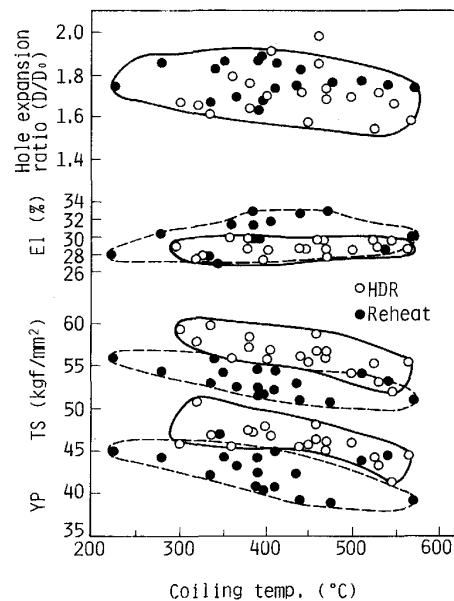 Hole expansion
ratio (D/D₀)
2.0
1.8
1.6
1.4
El (%)
34
32
30
28
26
HDR
Reheat
YP TS (kgf/mm²)
60
55
50
45
40
35
200 300 400 500 600
Coiling temp. (°C)